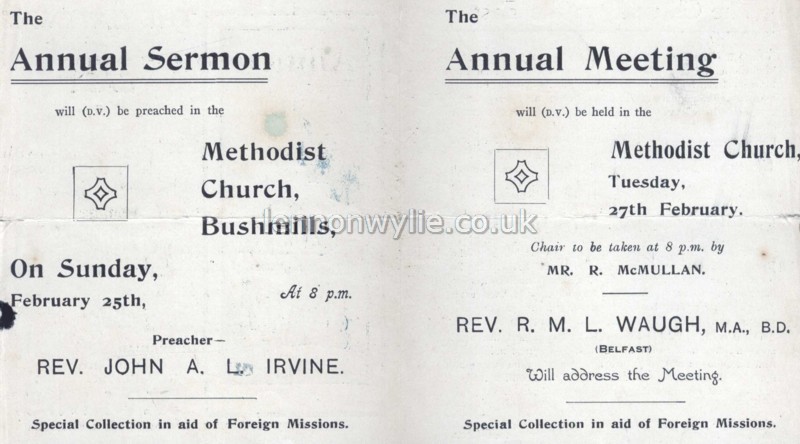 The
Annual Sermon
will (D.V.) be preached in the
Methodist
Church,
Bushmills,
On Sunday,
February 25th,
At 8 p.m.
Preacher—
REV. JOHN A. L. IRVINE.
Special Collection in aid of Foreign Missions.
The
Annual Meeting
will (D.V.) be held in the
Methodist Church,
Tuesday,
27th February.
Chair to be taken at 8 p.m. by
MR. R. McMULLAN.
REV. R. M. L. WAUGH, M.A., B.D.
(BELFAST)
Will address the Meeting.
Special Collection in aid of Foreign Missions.
lennonwylie.co.uk